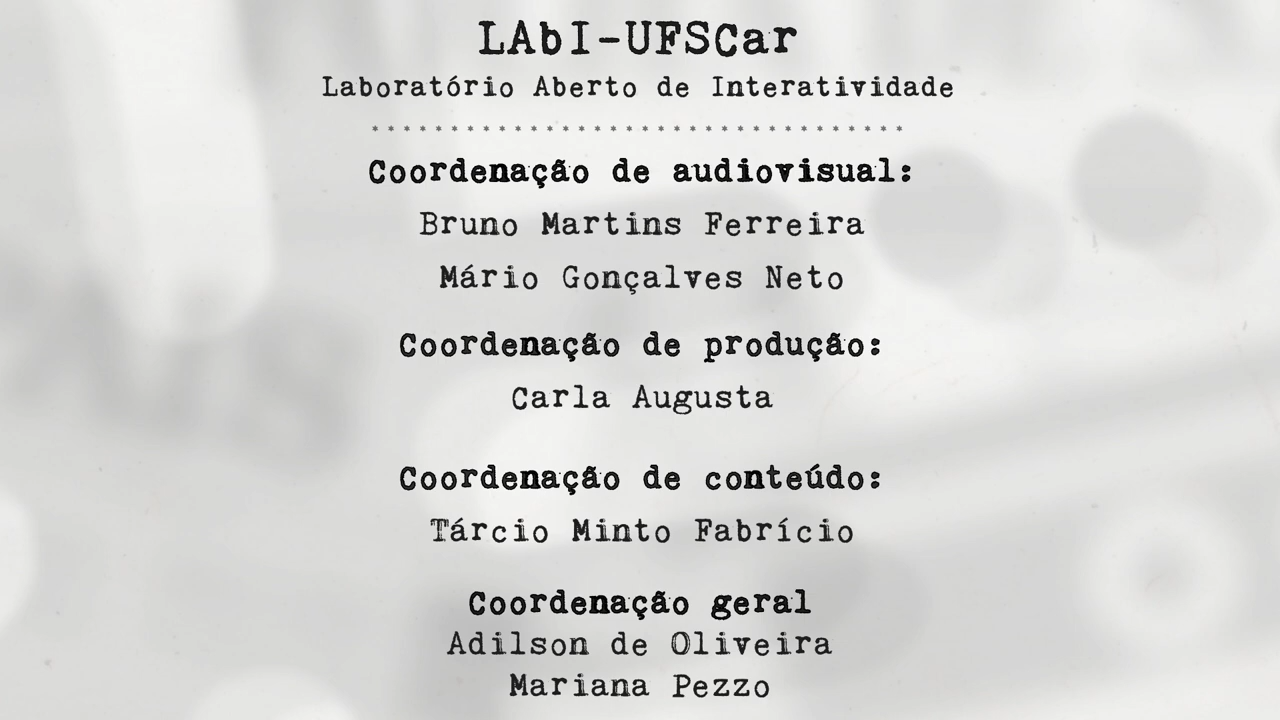 LAbI-UFSCar
Laboratório Aberto de Interatividade
Coordenação de audiovisual:
Bruno Martins Ferreira
Mário Gonçalves Neto
Coordenação de produção:
Carla Augusta
Coordenação de conteúdo:
Tárcio Minto Fabrício
Coordenação geral
Adilson de Oliveira
Mariana Pezzo